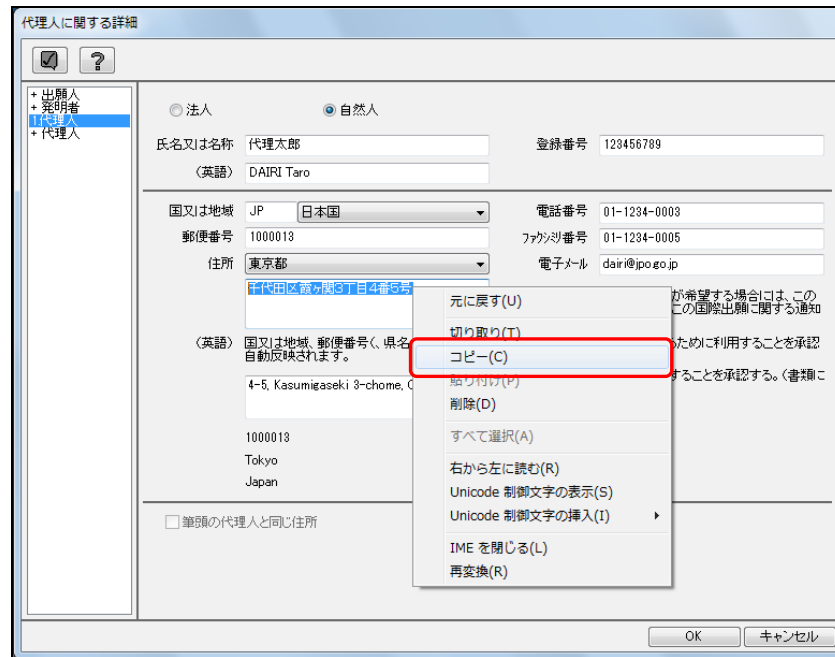 代理人に関する詳細
+ 出願人
+ 発明者
1.代理人
+ 代理人
法人 自然人
氏名又は名称 代理太郎 登録番号 123456789
(英語) DAIRI Taro
国又は地域 JP 日本国 電話番号 01-1234-0003
郵便番号 1000013 ファクシミリ番号 01-1234-0005
住所 東京都 電子メール dairi@jpo.go.jp
千代田区霞ヶ関3丁目4番5号
が希望する場合には、この
この国際出願に関する通知
(英語) 国又は地域、郵便番号(、県名
自動反映されます。
ために利用することを承認
することを承認する。(書類に
4-5, Kasumigaseki 3-chome, C
1000013
Tokyo
Japan
筆頭の代理人と同じ住所
元に戻す(U)
切り取り(T)
コピー(C)
貼り付け(P)
削除(D)
すべて選択(A)
右から左に読む(R)
Unicode 制御文字の表示(S)
Unicode 制御文字の挿入(I)
IME を閉じる(L)
再変換(R)
OK キャンセル